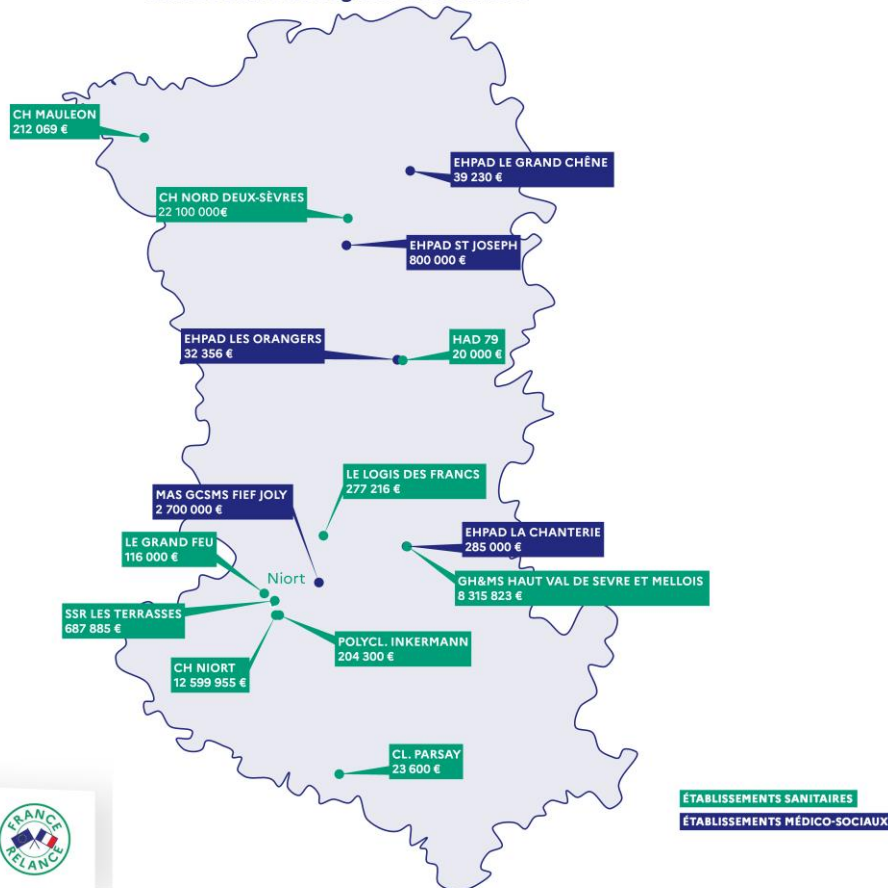 CH MAULEON
212 069 €
EHPAD LE GRAND CHÊNE
39 230 €
CH NORD DEUX-SÈVRES
22 100 000€
EHPAD ST JOSEPH
800 000 €
EHPAD LES ORANGERS
32 356 €
HAD 79
20 000 €
LE LOGIS DES FRANCS
277 216 €
MAS GCSMS FIEF JOLY
2 700 000 €
EHPAD LA CHANTERIE
285 000 €
LE GRAND FEU
116 000 €
Niort
GH&MS HAUT VAL DE SEVRE ET MELLOIS
8 315 823 €
SSR LES TERRASSES
687 885 €
POLYCL. INKERMANN
204 300 €
CH NIORT
12 599 955 €
CL. PARSAY
23 600 €
ÉTABLISSEMENTS SANITAIRES
ÉTABLISSEMENTS MÉDICO-SOCIAUX
FRANCE
RELANCE